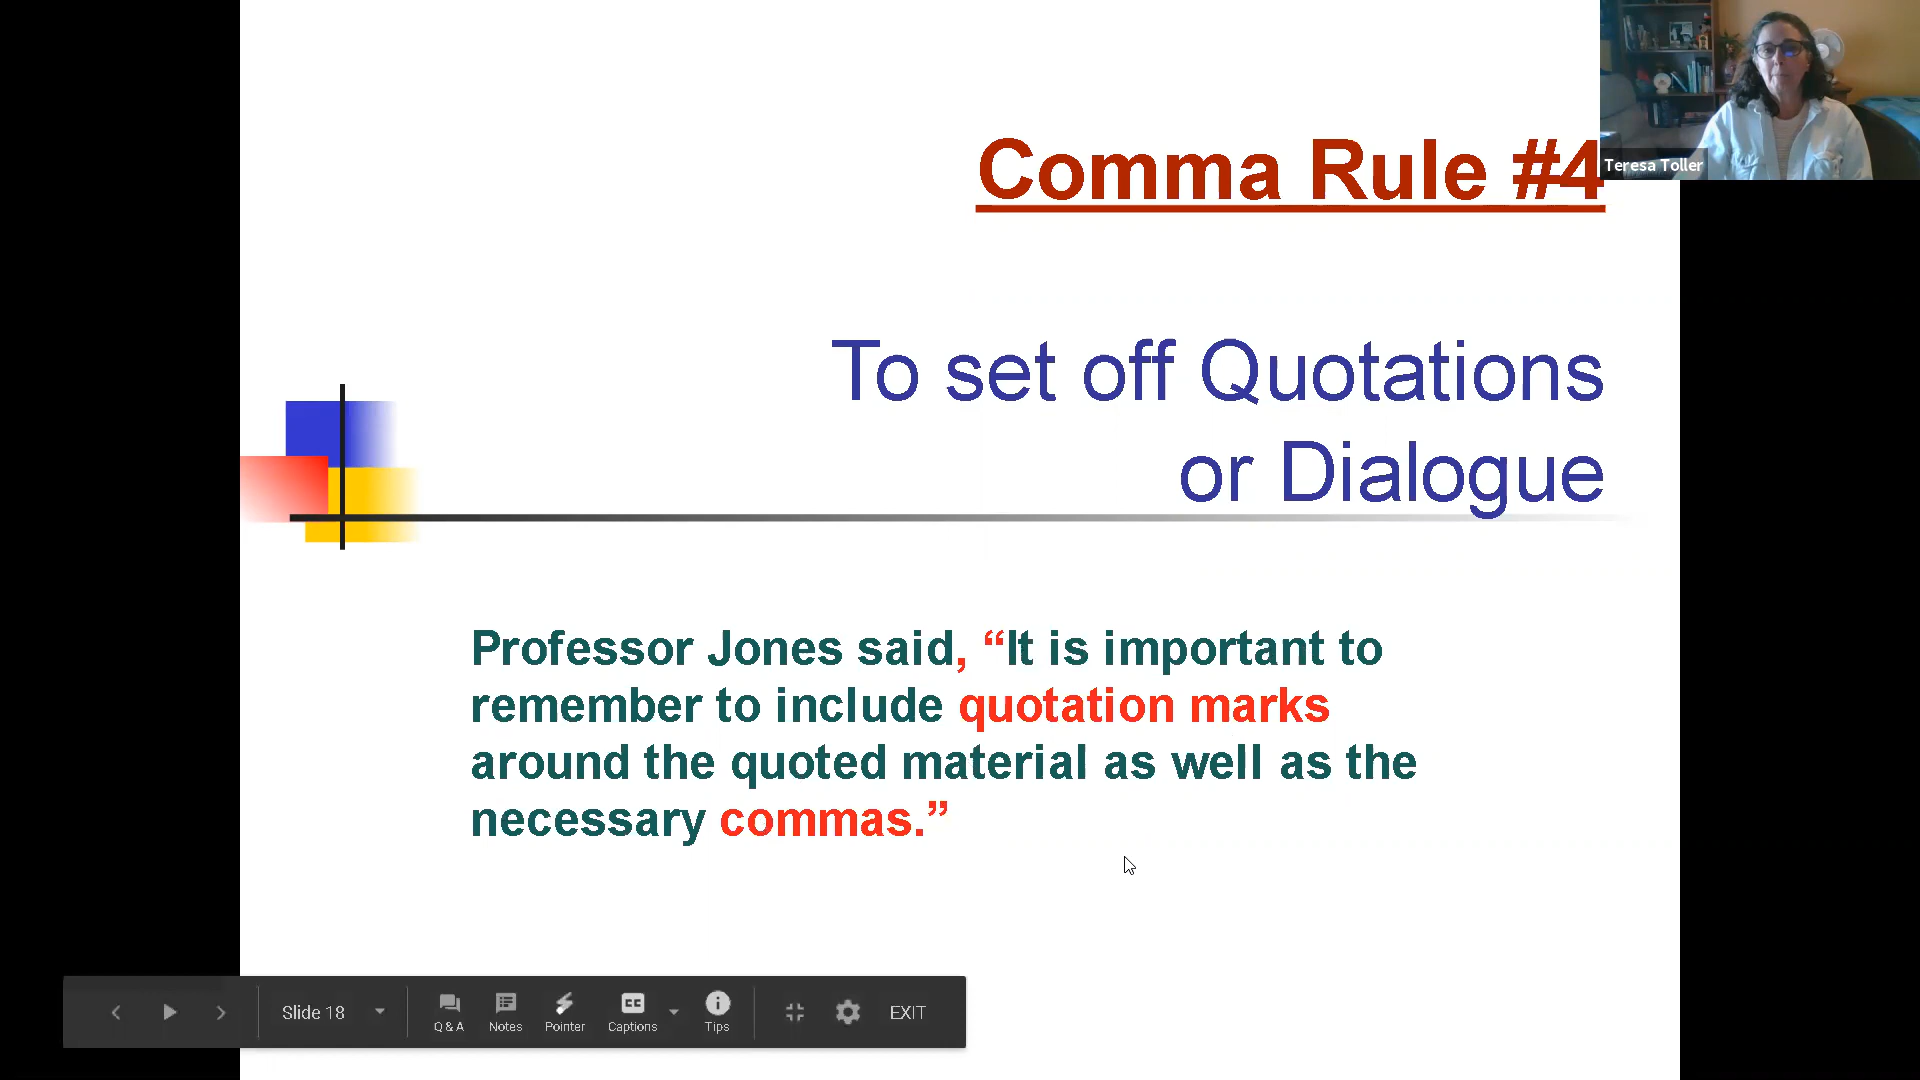 Comma Rule #4
Teresa Toller
To set off Quotations
or Dialogue
Professor Jones said, “It is important to
remember to include quotation marks
around the quoted material as well as the
necessary commas.”
Slide 18
Q & A
Notes
Pointer
CC
Captions
Tips
EXIT